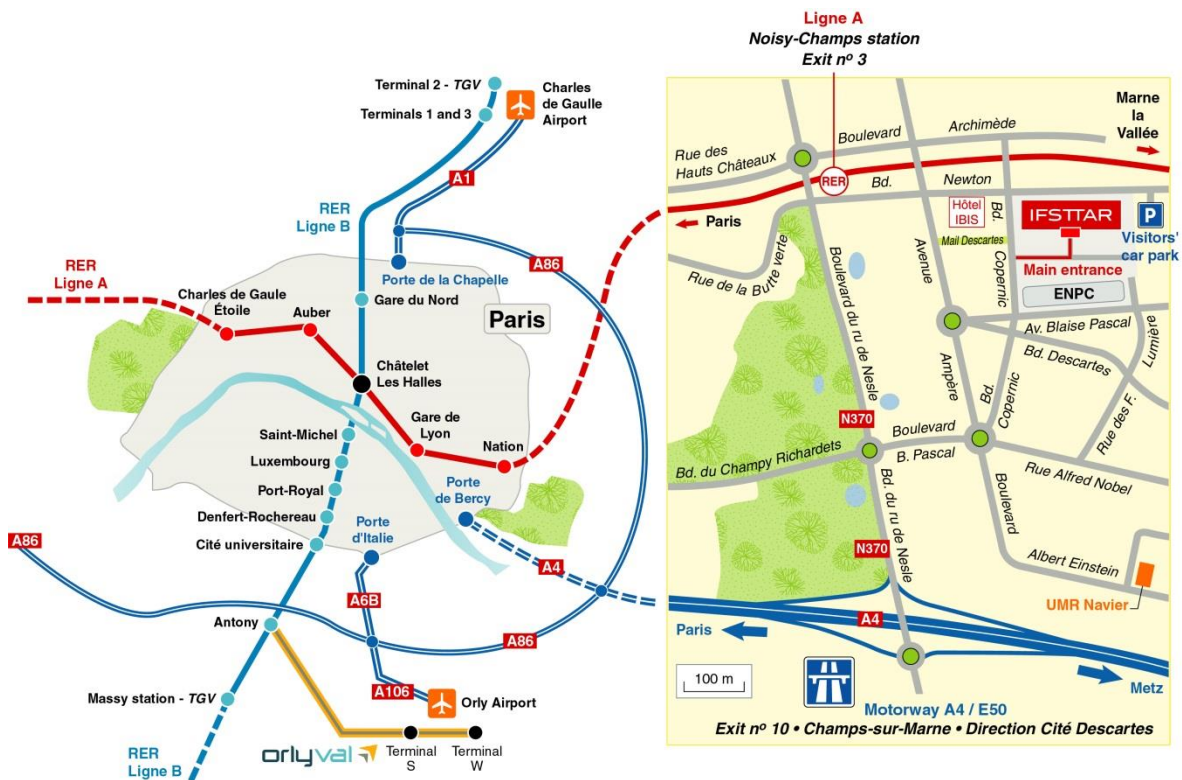 Ligne A
Noisy-Champs station
Exit nº 3
Terminal 2 - TGV
Terminals 1 and 3
Charles
de Gaulle
Airport
A1
RER
Ligne B
A86
Porte de la Chapelle
RER
Ligne A
Charles de Gaule
Étoile
Auber
Gare du Nord
Paris
Châtelet
Les Halles
Gare de
Lyon
Nation
Saint-Michel
Luxembourg
Port-Royal
Denfert-Rochereau
Cité universitaire
Porte
de Bercy
Porte
d'Italie
A86
A4
A6B
Antony
A86
A106
Orly Airport
Massy station - TGV
RER
Ligne B
orlyval
Terminal
S
Terminal
W
Marne
la
Vallée
Rue des
Hauts Châteaux
Boulevard
Archimède
RER
Bd.
Newton
Paris
Hôtel
IBIS
Bd.
IFSTTAR
P
Visitors'
car park
Mail Descartes
Copernic
Main entrance
Avenue
Rue de la Butte verte
Boulevard du ru de Nesle
ENPC
Av. Blaise Pascal
Bd. Descartes
Lumière
Ampère
Bd.
Copernic
N370
Boulevard
B. Pascal
Rue des F.
Bd. du Champy Richardets
Rue Alfred Nobel
Bd. du ru de Nesle
Boulevard
N370
Albert Einstein
UMR Navier
A4
Paris
Metz
100 m
Motorway A4 / E50
Exit nº 10 • Champs-sur-Marne • Direction Cité Descartes